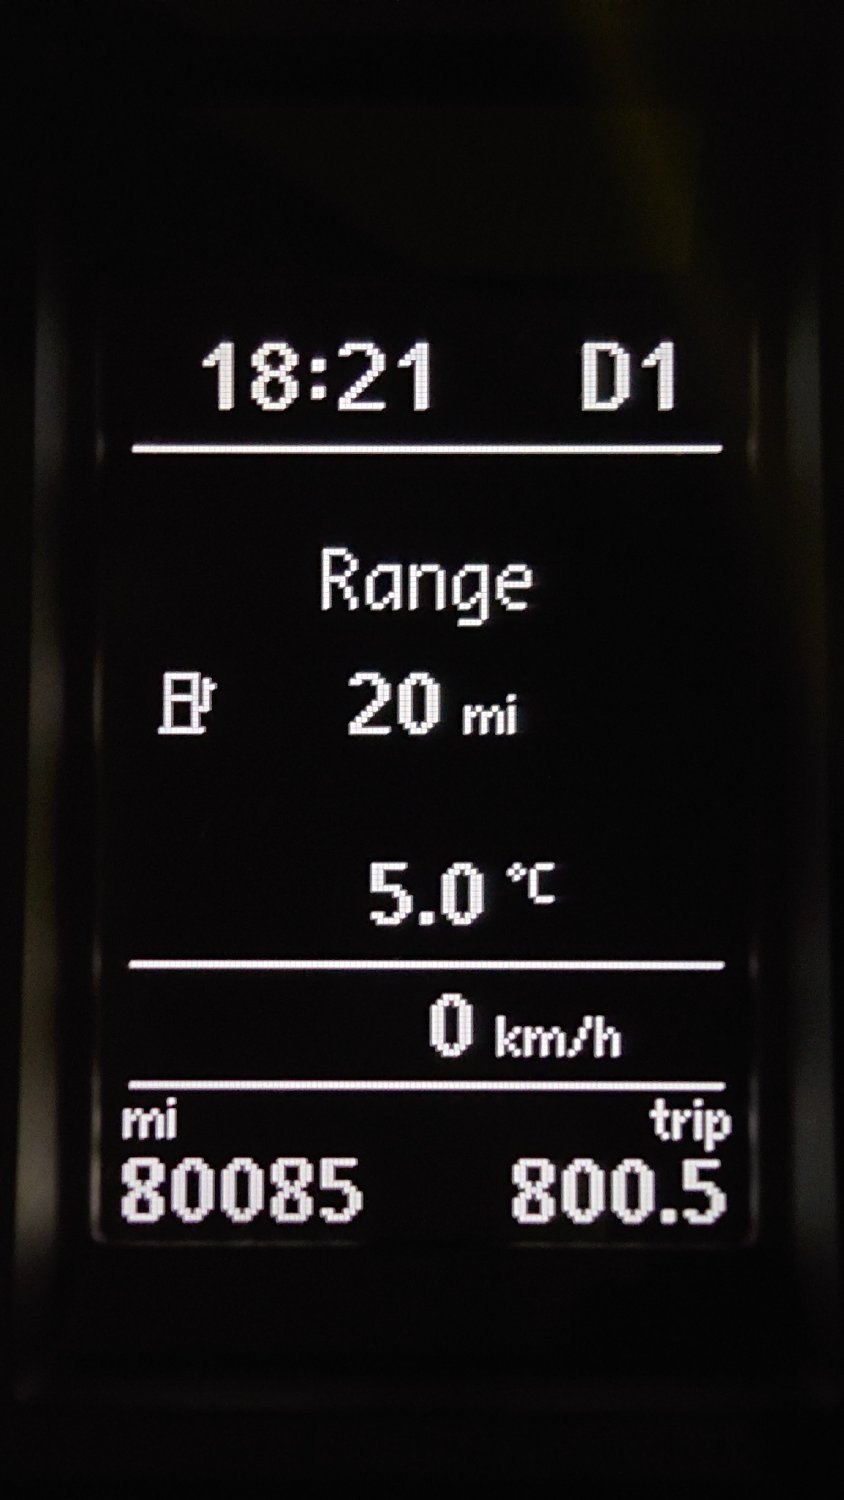 18:21 D1
Range
20 mi
5.0 °C
0 km/h
mi trip
80085 800.5